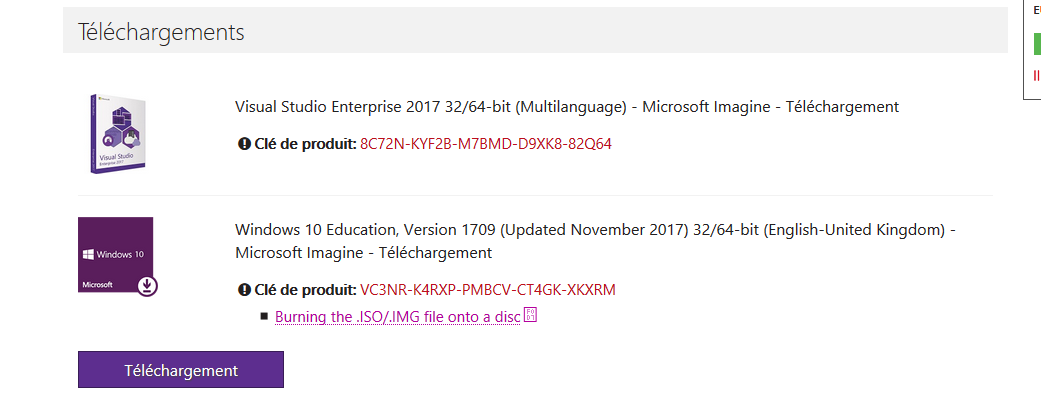 Téléchargements
Visual Studio Enterprise 2017 32/64-bit (Multilanguage) - Microsoft Imagine - Téléchargement
Clé de produit: 8C72N-KYF2B-M7BMD-D9XK8-82Q64
Visual Studio
Enterprise 2017
Windows 10 Education, Version 1709 (Updated November 2017) 32/64-bit (English-United Kingdom) -
Microsoft Imagine - Téléchargement
Windows 10
Microsoft
Clé de produit: VC3NR-K4RXP-PMBCV-CT4GK-XKXRM
Burning the .ISO/.IMG file onto a disc
Téléchargement